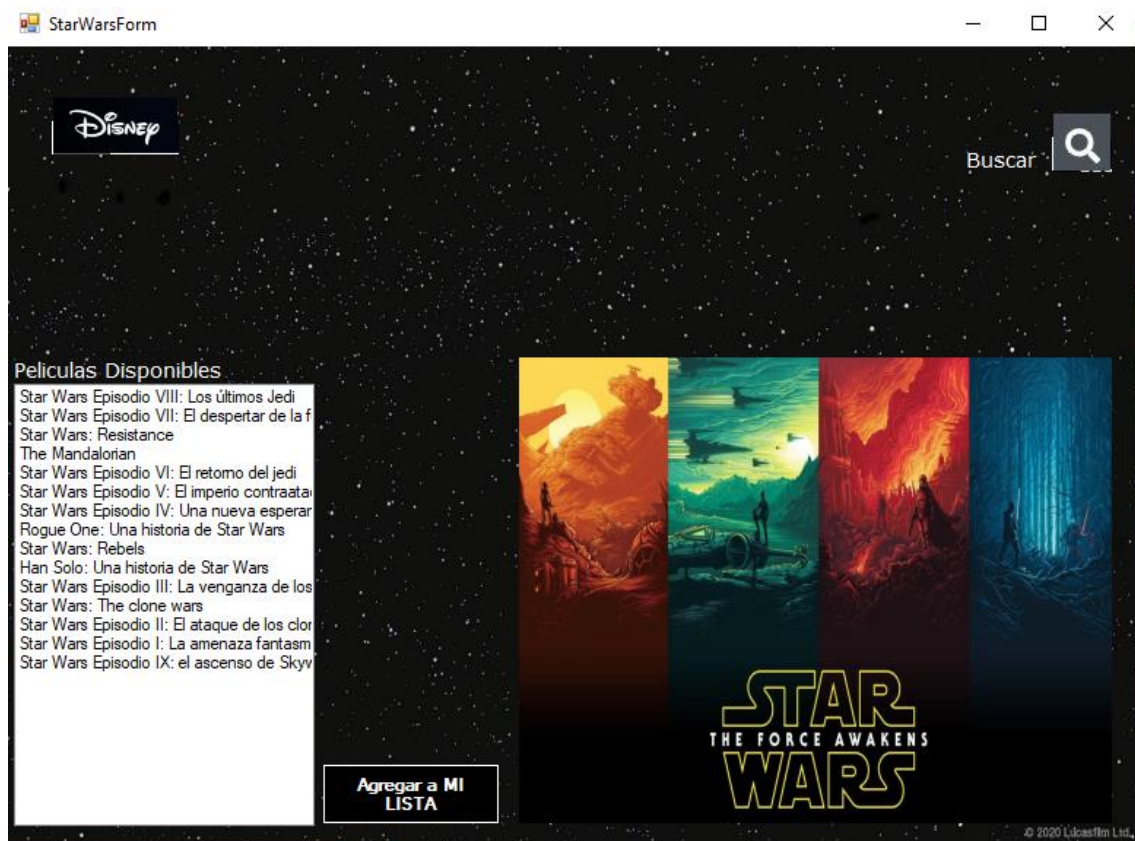 StarWarsForm
Disney
Buscar
Peliculas Disponibles
Star Wars Episodio VIII: Los últimos Jedi
Star Wars Episodio VII: El despertar de la f
Star Wars: Resistance
The Mandalorian
Star Wars Episodio VI: El retorno del jedi
Star Wars Episodio V: El imperio contraata
Star Wars Episodio IV: Una nueva esperar
Rogue One: Una historia de Star Wars
Star Wars: Rebels
Han Solo: Una historia de Star Wars
Star Wars Episodio III: La venganza de los
Star Wars: The clone wars
Star Wars Episodio II: El ataque de los clor
Star Wars Episodio I: La amenaza fantasm
Star Wars Episodio IX: el ascenso de Skyw
Agregar a MI
LISTA
STAR
THE FORCE AWAKENS
WARS
© 2020 Lucasfilm Ltd.